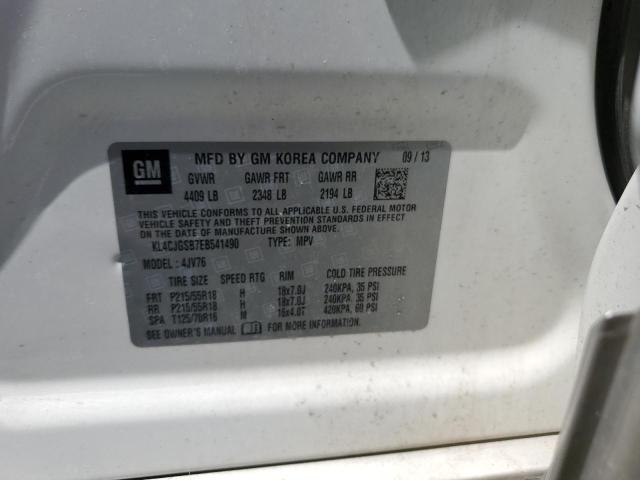 GM
MFD BY GM KOREA COMPANY 09 / 13
GVWR GAWR FRT GAWR RR
4409 LB 2348 LB 2194 LB
THIS VEHICLE CONFORMS TO ALL APPLICABLE U.S. FEDERAL MOTOR
VEHICLE SAFETY, BUMPER, AND THEFT PREVENTION STANDARDS IN
EFFECT ON THE DATE OF MANUFACTURE SHOWN ABOVE.
KL4CJGSB7EB541490 TYPE: MPV
MODEL : 4JV76
TIRE SIZE SPEED RTG RIM COLD TIRE PRESSURE
FRT P215/55R18 H 18x7.0J 240KPA, 35 PSI
RR P215/55R18 H 18x7.0J 240KPA, 35 PSI
SPA T125/70R16 M 16x4.0T 420KPA, 60 PSI
SEE OWNER'S MANUAL FOR MORE INFORMATION.